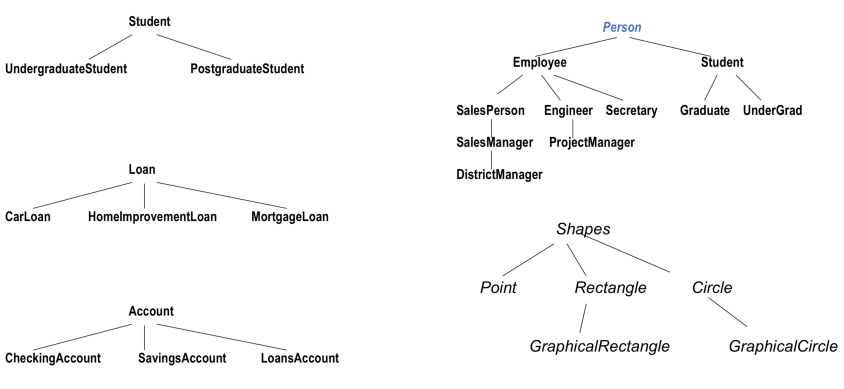 Student
UndergraduateStudent PostgraduateStudent
Loan
CarLoan HomeImprovementLoan MortgageLoan
Account
CheckingAccount SavingsAccount LoansAccount
Person
Employee Student
SalesPerson Engineer Secretary Graduate UnderGrad
SalesManager ProjectManager
DistrictManager
Shapes
Point Rectangle Circle
GraphicalRectangle GraphicalCircle